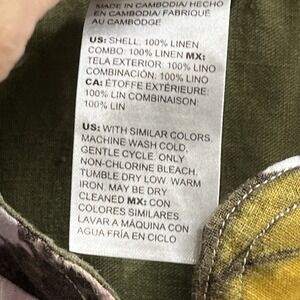 MADE IN CAMBODIA/ HECHO
EN CAMBODIA/ FABRIQUÉ
AU CAMBODGE
US: SHELL: 100% LINEN
COMBO: 100% LINEN MX:
TELA EXTERIOR: 100% LINO
COMBINACIÓN: 100% LINO
CA: ÉTOFFE EXTÉRIEURE:
100% LIN COMBINAISON:
100% LIN
US: WITH SIMILAR COLORS,
MACHINE WASH COLD,
GENTLE CYCLE. ONLY
NON-CHLORINE BLEACH.
TUMBLE DRY LOW. WARM
IRON. MAY BE DRY
CLEANED MX: CON
COLORES SIMILARES
LAVAR A MÁQUINA CON
AGUA FRÍA EN CICLO